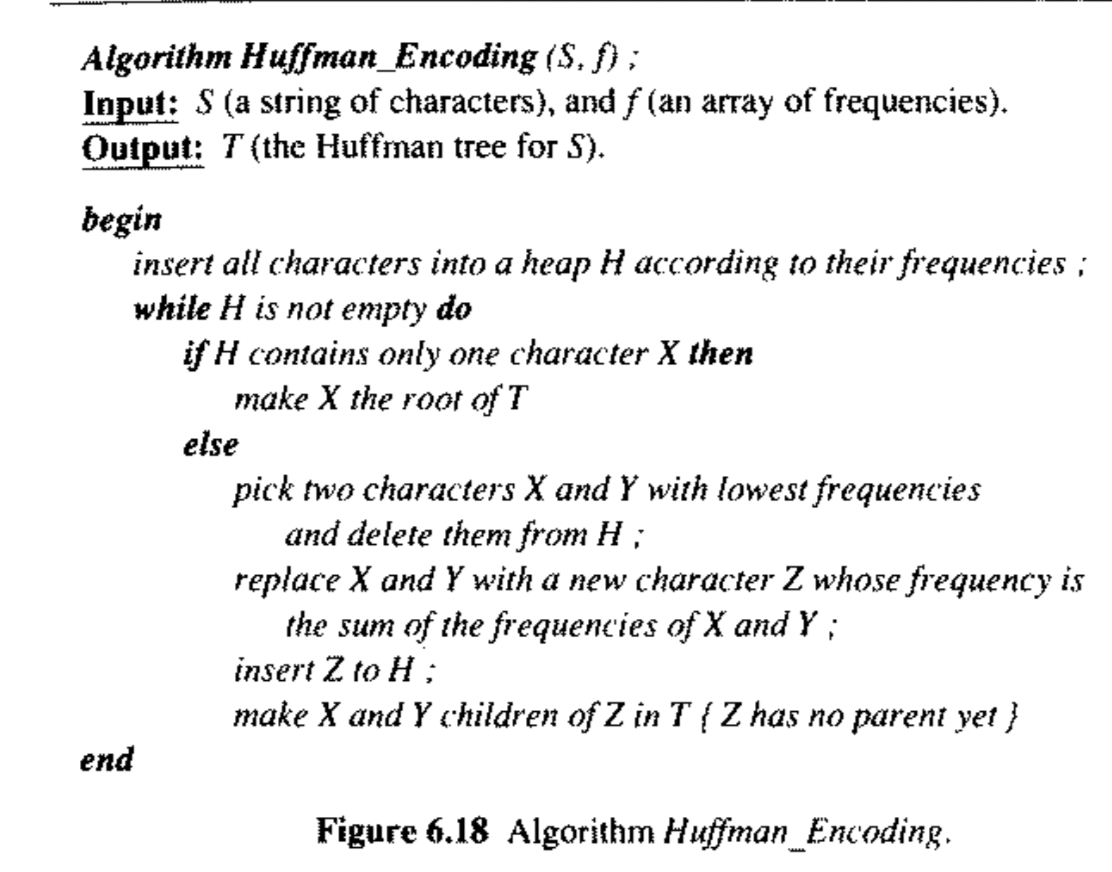 Algorithm Huffman_Encoding (S, f) ;
Input: S (a string of characters), and f (an array of frequencies).
Output: T (the Huffman tree for S).
begin
insert all characters into a heap H according to their frequencies ;
while H is not empty do
if H contains only one character X then
make X the root of T
else
pick two characters X and Y with lowest frequencies
and delete them from H ;
replace X and Y with a new character Z whose frequency is
the sum of the frequencies of X and Y ;
insert Z to H ;
make X and Y children of Z in T { Z has no parent yet }
end
Figure 6.18 Algorithm Huffman_Encoding.